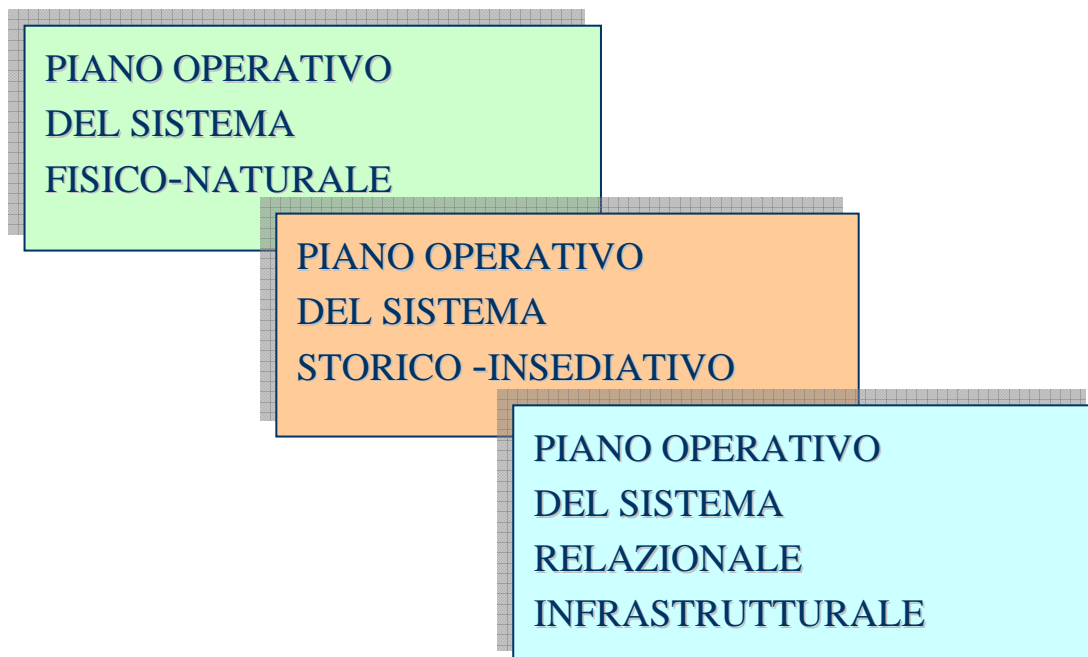 PIANO OPERATIVO
DEL SISTEMA
FISICO-NATURALE
PIANO OPERATIVO
DEL SISTEMA
STORICO -INSEDIATIVO
PIANO OPERATIVO
DEL SISTEMA
RELAZIONALE
INFRASTRUTTURALE